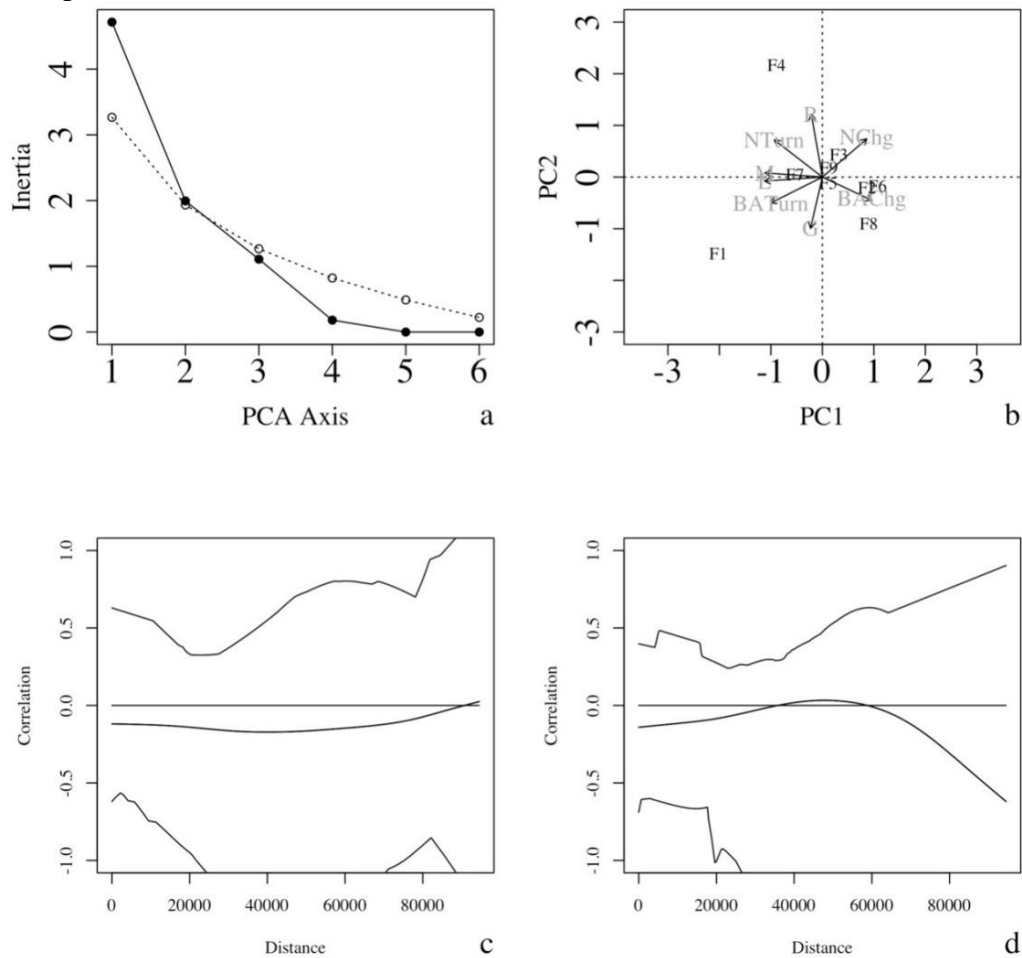 4
3
2
1
0
Inertia
1 2 3 4 5 6
PCA Axis
a
3
2
1
0
-1
-3
PC2
F4
R
NTurn
NChg
F3
F9
M
F7
L
F5
F2
F6
BATurn
BAChg
G
F8
F1
-3 -1 0 1 2 3
PC1
b
1.0
0.5
0.0
-0.5
-1.0
Correlation
0 20000 40000 60000 80000
Distance
c
1.0
0.5
0.0
-0.5
-1.0
Correlation
0 20000 40000 60000 80000
Distance
d